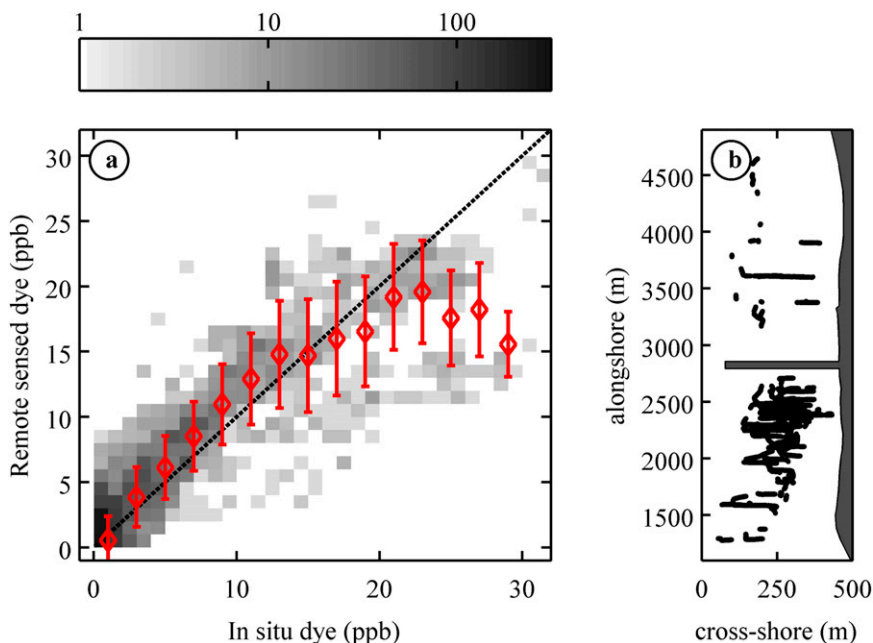 1 10 100
a
30
25
20
15
10
5
0
Remote sensed dye (ppb)
0 10 20 30
In situ dye (ppb)
b
4500
4000
3500
3000
2500
2000
1500
alongshore (m)
0 250 500
cross-shore (m)